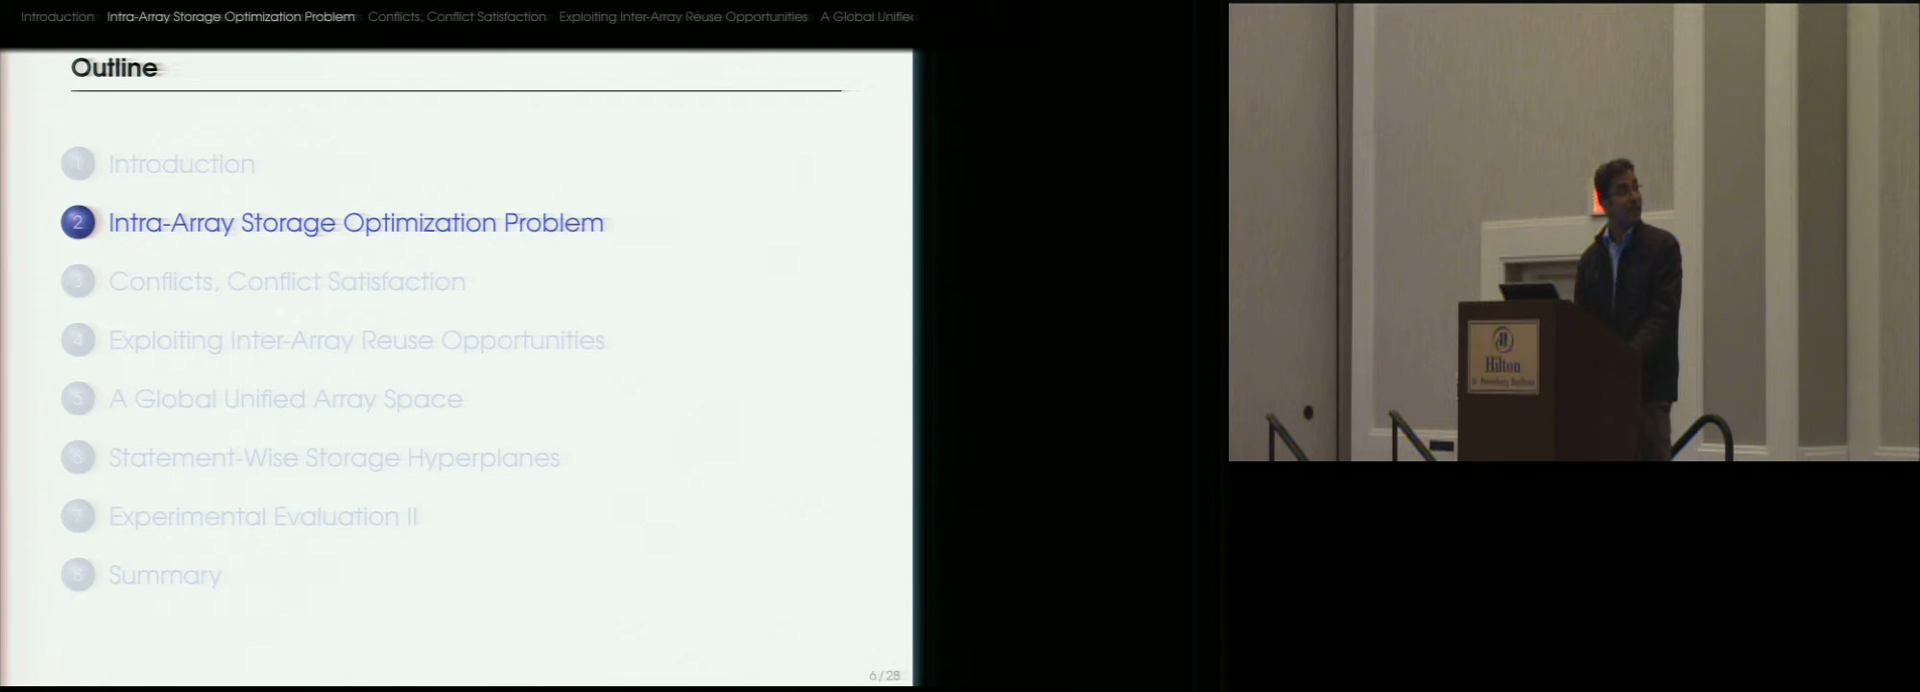 Introduction Intra-Array Storage Optimization Problem Conflicts, Conflict Satisfaction Exploiting Inter-Array Reuse Opportunities A Global Unified
Outline
1 Introduction
2 Intra-Array Storage Optimization Problem
3 Conflicts, Conflict Satisfaction
4 Exploiting Inter-Array Reuse Opportunities
5 A Global Unified Array Space
6 Statement-Wise Storage Hyperplanes
7 Experimental Evaluation II
8 Summary
6/28
Hilton